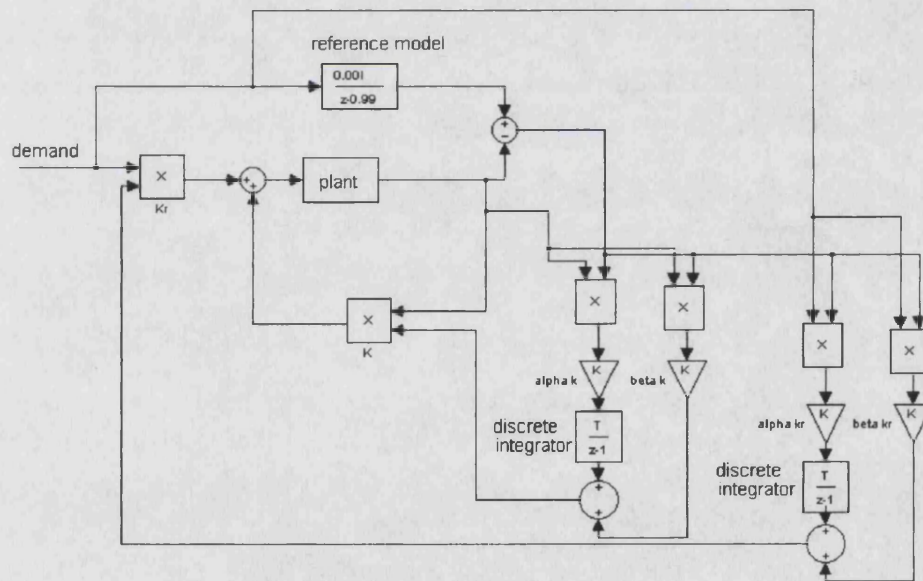 reference model
0.001
z-0.99
+
-
demand
×
Kr
+
+
plant
×
K
×
×
×
×
K
alpha k
K
beta k
K
alpha kr
K
beta kr
discrete
integrator
T
z-1
discrete
integrator
T
z-1
+
+
+
+